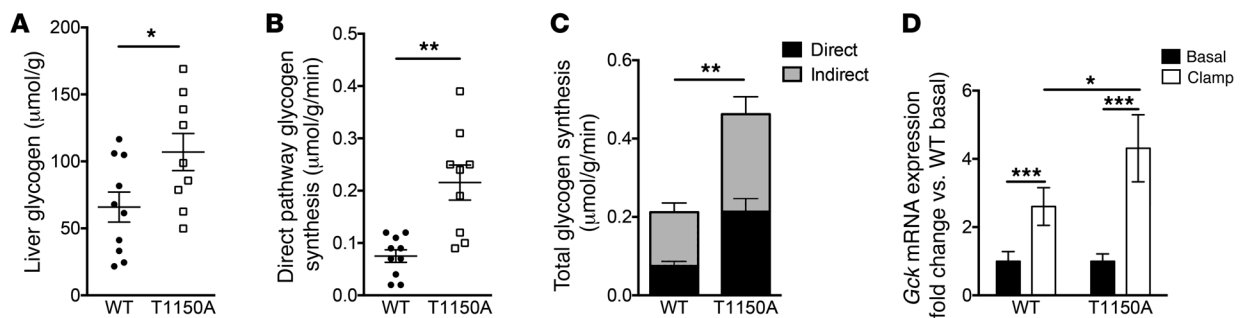 A
Liver glycogen (μmol/g)
200
150
100
50
0
*
WT
T1150A
B
Direct pathway glycogen
synthesis (μmol/g/min)
0.5
0.4
0.3
0.2
0.1
0.0
**
WT
T1150A
C
Total glycogen synthesis
(μmol/g/min)
0.6
0.4
0.2
0.0
**
Direct
Indirect
WT
T1150A
D
Gck mRNA expression
(fold change vs. WT basal)
6
4
2
0
Basal
Clamp
*
***
***
WT
T1150A